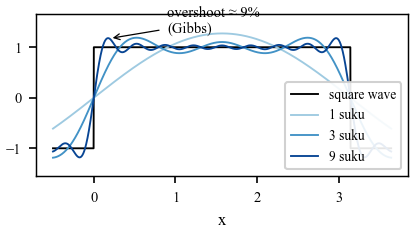 overshoot ≈ 9%
(Gibbs)
1
0
−1
square wave
1 suku
3 suku
9 suku
0 1 2 3
x